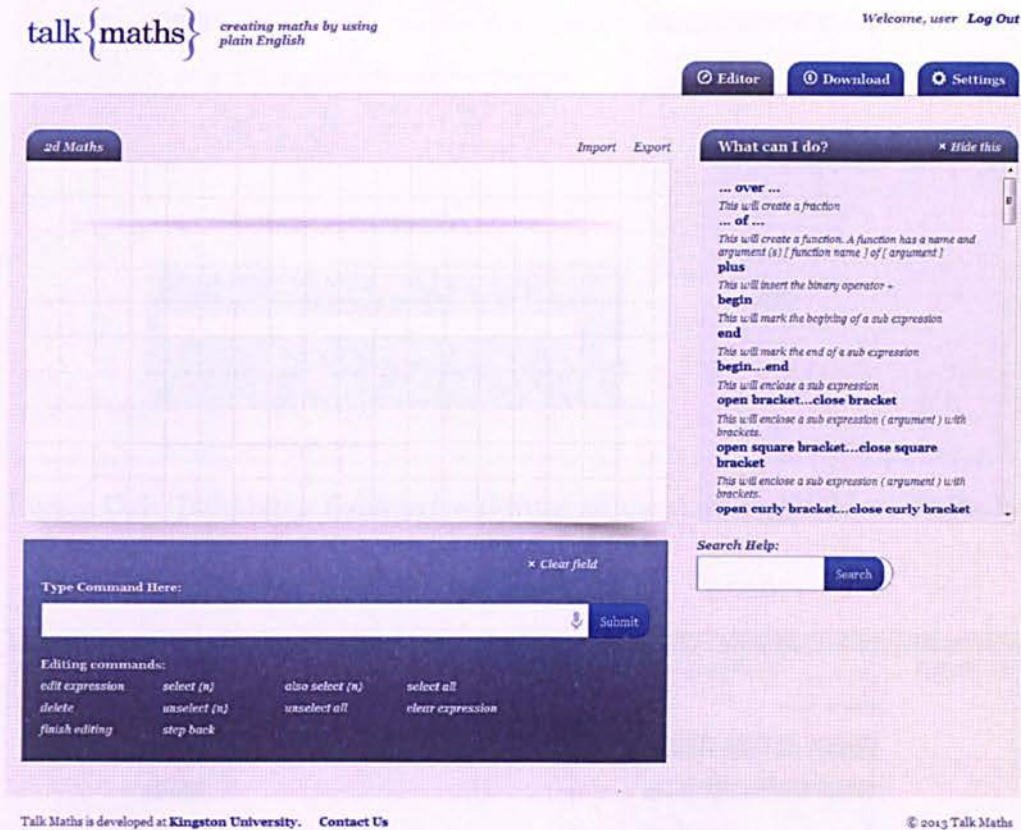 talk{maths}
creating maths by using
plain English
Welcome, user Log Out
Editor
Download
Settings
2d Maths
Import Export
What can I do?
× Hide this
... over ...
This will create a fraction
... of ...
This will create a function. A function has a name and
argument (s) [ function name ] of [ argument ]
plus
This will insert the binary operator +
begin
This will mark the begining of a sub expression
end
This will mark the end of a sub expression
begin...end
This will enclose a sub expression
open bracket...close bracket
This will enclose a sub expression ( argument ) with
brackets.
open square bracket...close square
bracket
This will enclose a sub expression ( argument ) with
brackets.
open curly bracket...close curly bracket
× Clear field
Type Command Here:
Submit
Editing commands:
edit expression select (n) also select (n) select all
delete unselect (n) unselect all clear expression
finish editing step back
Search Help:
Search
Talk Maths is developed at Kingston University. Contact Us
© 2013 Talk Maths